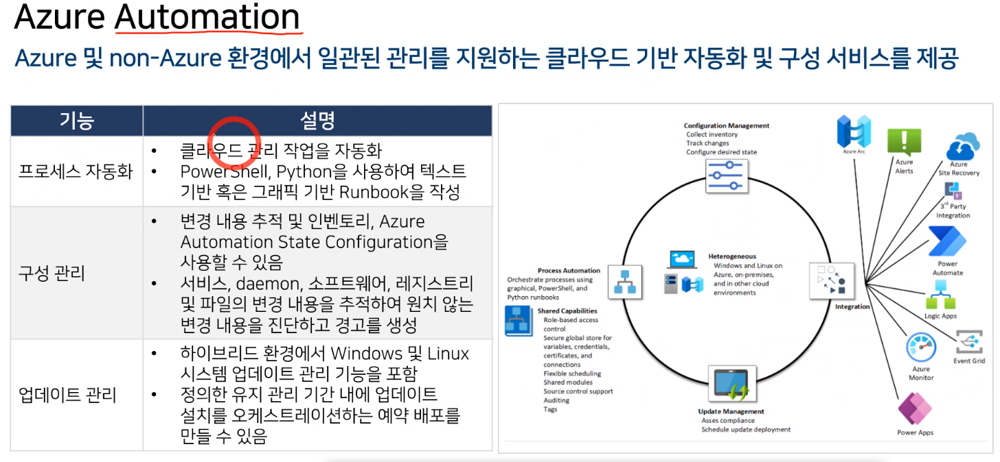 Azure Automation
Azure 및 non-Azure 환경에서 일관된 관리를 지원하는 클라우드 기반 자동화 및 구성 서비스를 제공
기능
설명
프로세스 자동화
• 클라우드 관리 작업을 자동화
• PowerShell, Python을 사용하여 텍스트
기반 혹은 그래픽 기반 Runbook을 작성
구성 관리
• 변경 내용 추적 및 인벤토리, Azure
Automation State Configuration을
사용할 수 있음
• 서비스, daemon, 소프트웨어, 레지스트리
및 파일의 변경 내용을 추적하여 원치 않는
변경 내용을 진단하고 경고를 생성
업데이트 관리
• 하이브리드 환경에서 Windows 및 Linux
시스템 업데이트 관리 기능을 포함
• 정의한 유지 관리 기간 내에 업데이트
설치를 오케스트레이션하는 예약 배포를
만들 수 있음
Configuration Management
Collect inventory
Track changes
Configure desired state
Heterogeneous
Windows and Linux on
Azure, on-premises,
and in other cloud
environments
Process Automation
Orchestrate processes using
graphical, PowerShell, and
Python runbooks
Shared Capabilities
Role-based access
control
Secure global store for
variables, credentials,
certificates, and
connections
Flexible scheduling
Shared modules
Source control support
Auditing
Tags
Update Management
Asses compliance
Schedule update deployment
Integration
Azure Arc
Azure
Alerts
Azure
Site Recovery
3rd Party
Integration
Power
Automate
Logic Apps
Event Grid
Azure
Monitor
Power Apps